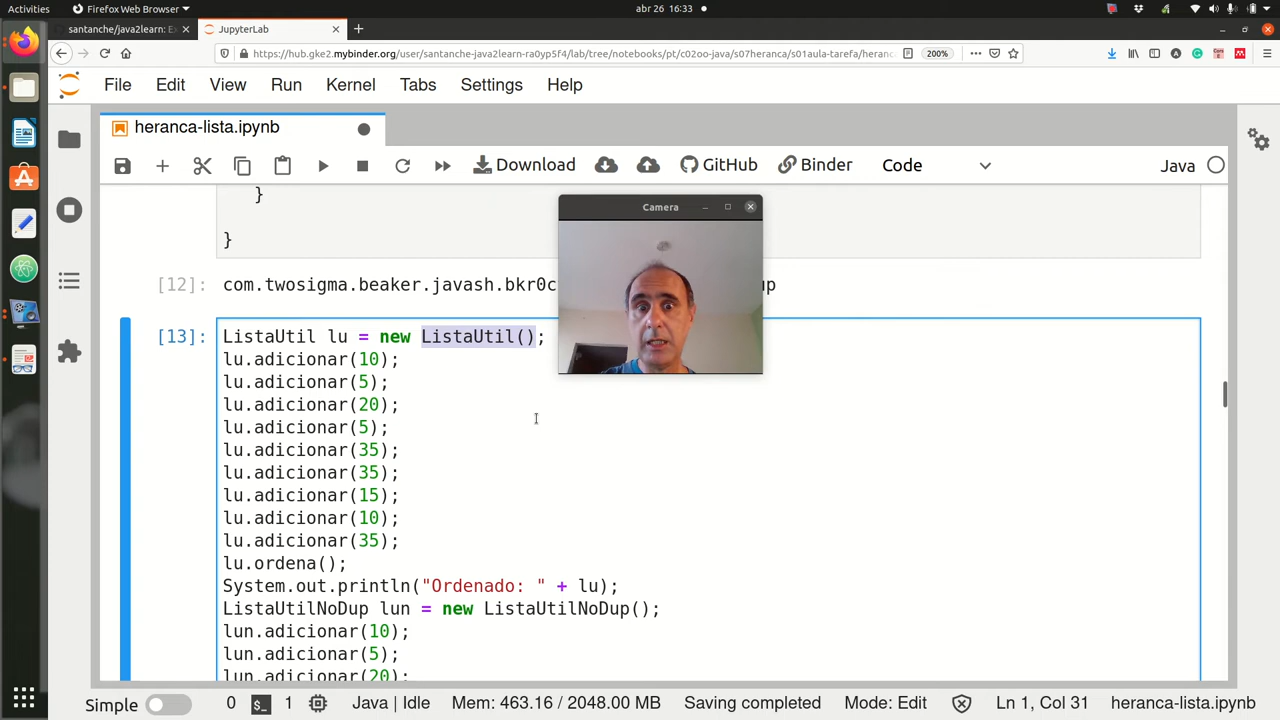 Activities
Firefox Web Browser
abr 26 16:33
santanche/java2learn: Ex
JupyterLab
https://hub.gke2.mybinder.org/user/santanche-java2learn-ra0yp5f4/lab/tree/notebooks/pt/c02oo-java/s07heranca/s01aula-tarefa/heranc
200%
File Edit View Run Kernel Tabs Settings Help
heranca-lista.ipynb
Download
GitHub
Binder
Code
Java
}
}
Camera
[12]: com.twosigma.beaker.javash.bkr0c up
[13]: ListaUtil lu = new ListaUtil();
lu.adicionar(10);
lu.adicionar(5);
lu.adicionar(20);
lu.adicionar(5);
lu.adicionar(35);
lu.adicionar(35);
lu.adicionar(15);
lu.adicionar(10);
lu.adicionar(35);
lu.ordena();
System.out.println("Ordenado: " + lu);
ListaUtilNoDup lun = new ListaUtilNoDup();
lun.adicionar(10);
lun.adicionar(5);
lun.adicionar(20);
Simple 0 $_ 1 Java | Idle Mem: 463.16 / 2048.00 MB Saving completed Mode: Edit Ln 1, Col 31 heranca-lista.ipynb